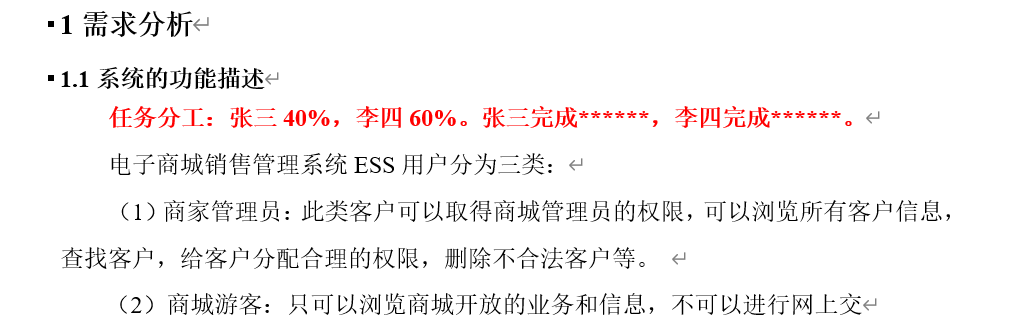 1 需求分析
1.1 系统的功能描述
任务分工：张三 40%，李四 60%。张三完成******，李四完成******。
电子商城销售管理系统 ESS 用户分为三类：
（1）商家管理员：此类客户可以取得商城管理员的权限，可以浏览所有客户信息，
查找客户，给客户分配合理的权限，删除不合法客户等。
（2）商城游客：只可以浏览商城开放的业务和信息，不可以进行网上交